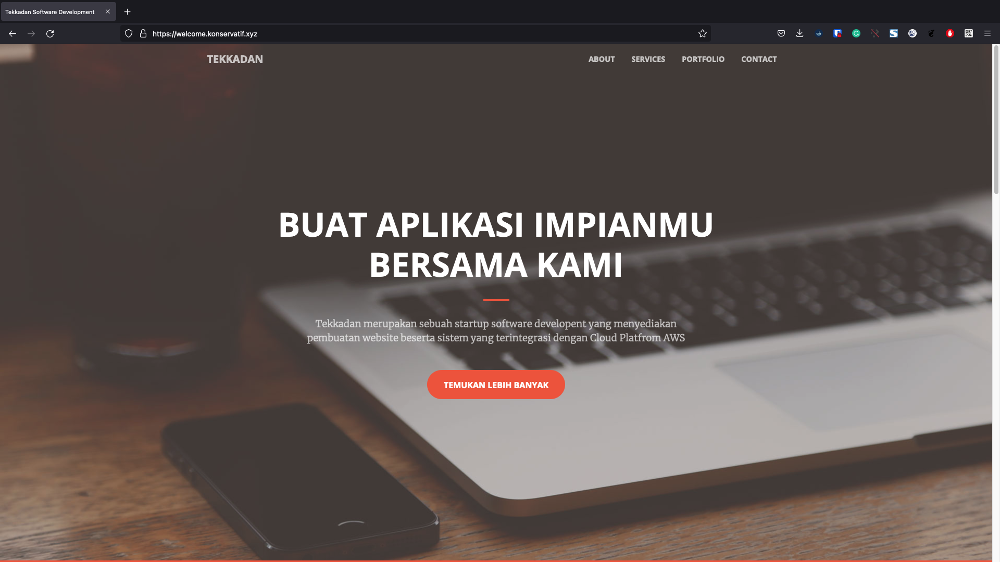 Tekkadan Software Development
https://welcome.konservatif.xyz
TEKKADAN
ABOUT SERVICES PORTFOLIO CONTACT
BUAT APLIKASI IMPIANMU
BERSAMA KAMI
Tekkadan merupakan sebuah startup software developent yang menyediakan
pembuatan website beserta sistem yang terintegrasi dengan Cloud Platfrom AWS
TEMUKAN LEBIH BANYAK